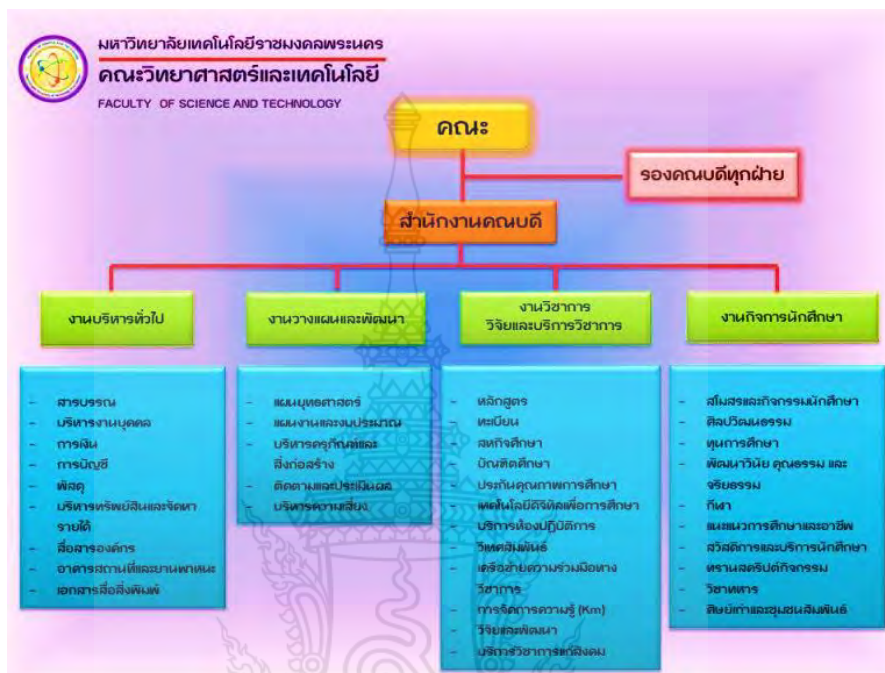 มหาวิทยาลัยเทคโนโลยีราชมงคลพระนคร
คณะวิทยาศาสตร์และเทคโนโลยี
FACULTY OF SCIENCE AND TECHNOLOGY
คณะ
รองคณบดีทุกฝ่าย
สำนักงานคณบดี
งานบริหารทั่วไป
- สารบรรณ
- บริหารงานบุคคล
- การเงิน
- การบัญชี
- พัสดุ
- บริหารทรัพย์สินและจัดหา
รายได้
- สื่อสารองค์กร
- อาคารสถานที่และยานพาหนะ
- เอกสารสื่อสิ่งพิมพ์
งานวางแผนและพัฒนา
- แผนยุทธศาสตร์
- แผนงานและงบประมาณ
- บริหารครุภัณฑ์และ
สิ่งก่อสร้าง
- ติดตามและประเมินผล
- บริหารความเสี่ยง
งานวิชาการ
วิจัยและบริการวิชาการ
- หลักสูตร
- ทะเบียน
- สหกิจศึกษา
- บัณฑิตศึกษา
- ประกันคุณภาพการศึกษา
- เทคโนโลยีดิจิทัลเพื่อการศึกษา
- บริการห้องปฏิบัติการ
- วิเทศสัมพันธ์
- เครือข่ายความร่วมมือทาง
วิชาการ
- การจัดการความรู้ (Km)
- วิจัยและพัฒนา
- บริการวิชาการแก่สังคม
งานกิจการนักศึกษา
- สโมสรและกิจกรรมนักศึกษา
- ศิลปวัฒนธรรม
- ทุนการศึกษา
- พัฒนาวินัย คุณธรรม และ
จริยธรรม
- กีฬา
- แนะแนวการศึกษาและอาชีพ
- สวัสดิการและบริการนักศึกษา
- ทรานสคริปต์กิจกรรม
- วิชาทหาร
- ศิษย์เก่าและชุมชนสัมพันธ์